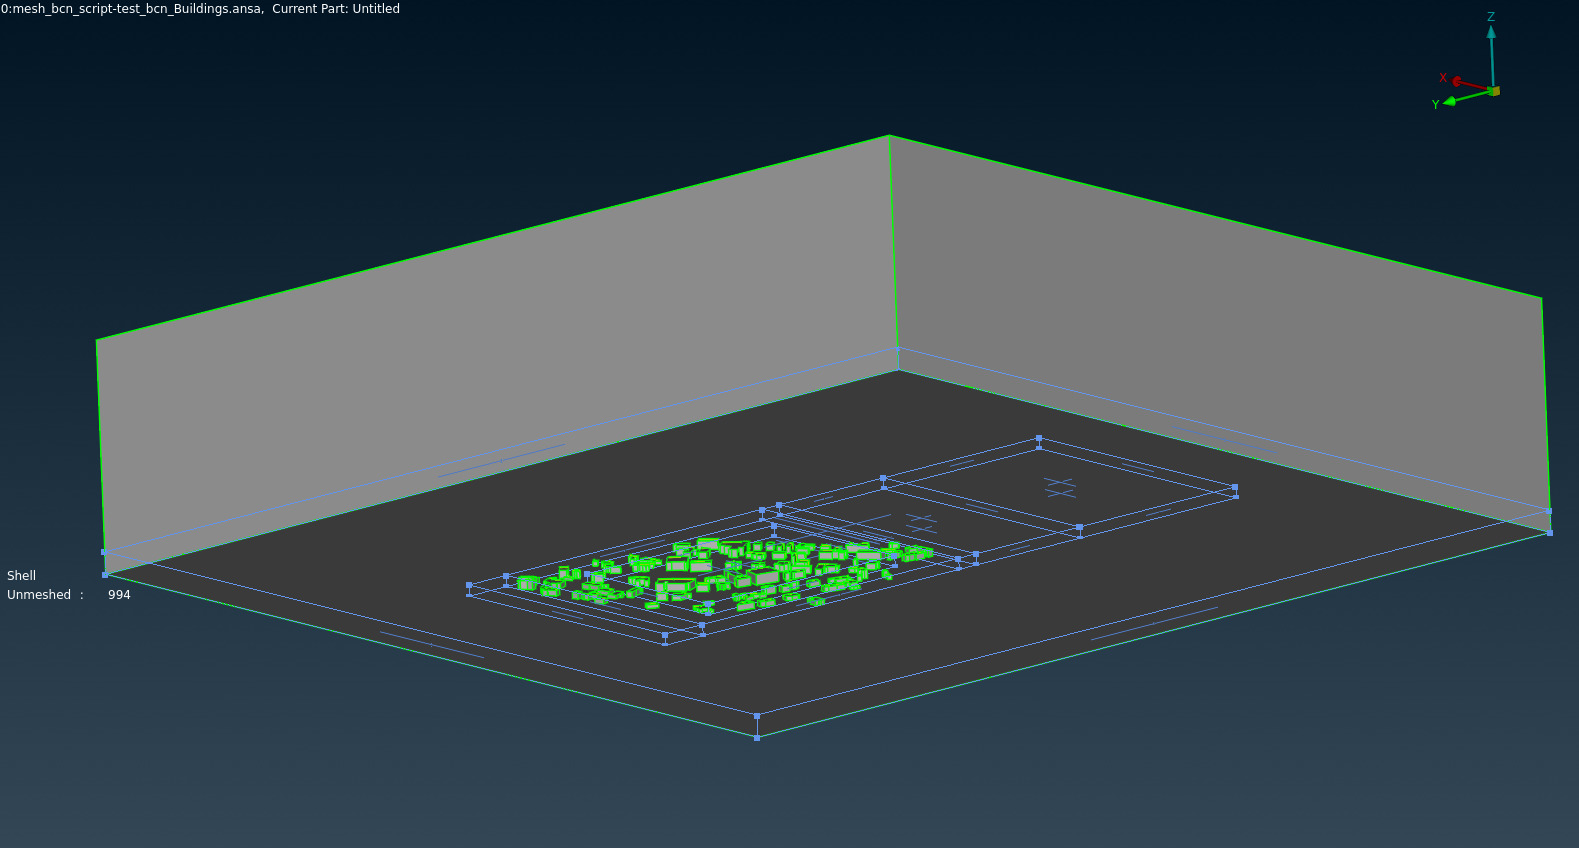 0:mesh_bcn_script-test_bcn_Buildings.ansa,  Current Part: Untitled
Z
X
Y
Shell
Unmeshed :    994